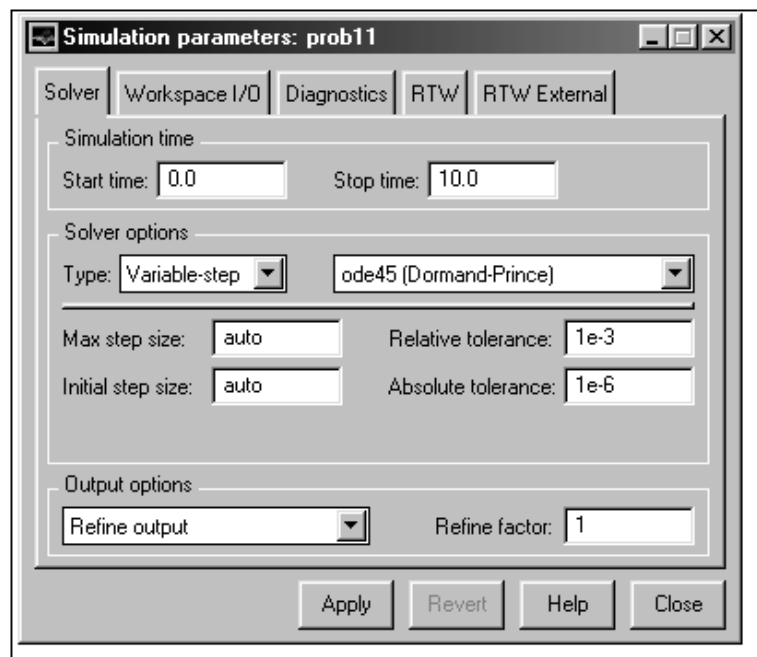 Simulation parameters: prob11
Solver Workspace I/O Diagnostics RTW RTW External
Simulation time
Start time: 0.0 Stop time: 10.0
Solver options
Type: Variable-step ode45 (Dormand-Prince)
Max step size: auto Relative tolerance: 1e-3
Initial step size: auto Absolute tolerance: 1e-6
Output options
Refine output Refine factor: 1
Apply Revert Help Close